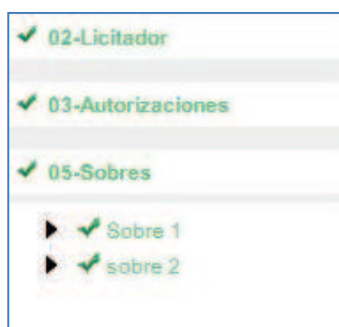 02-Licitador
03-Autorizaciones
05-Sobres
Sobre 1
sobre 2